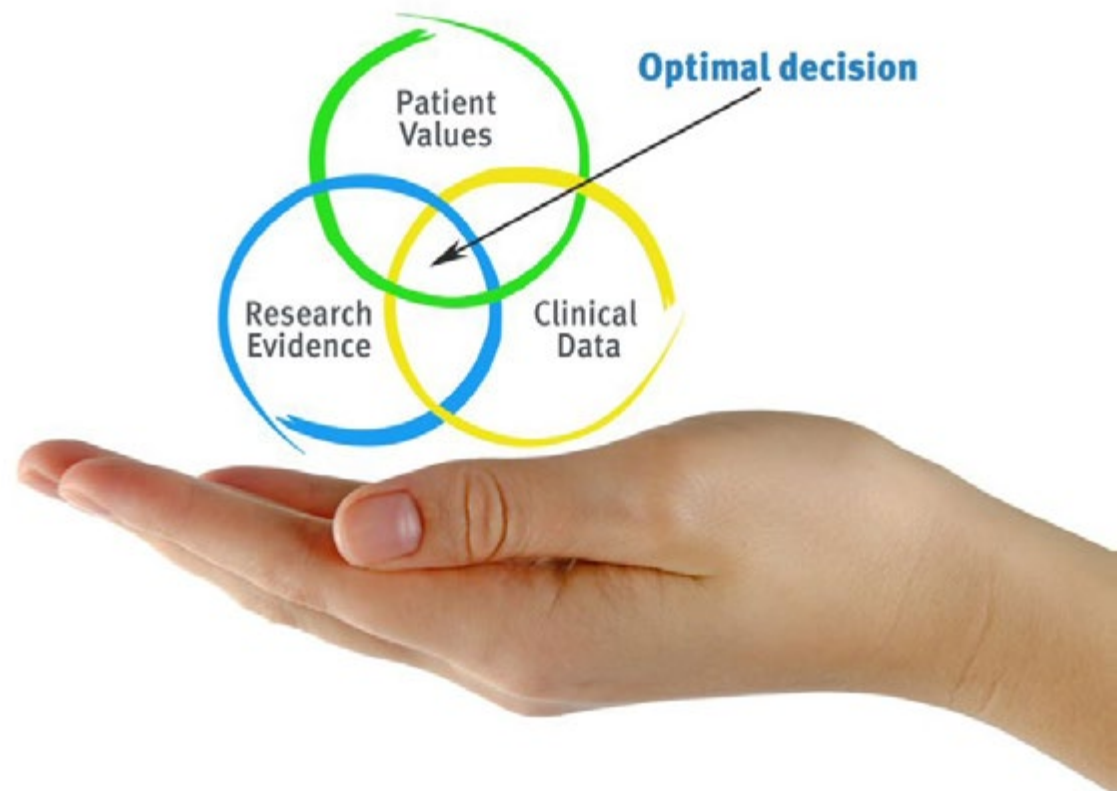 Optimal decision
Patient
Values
Research
Evidence
Clinical
Data